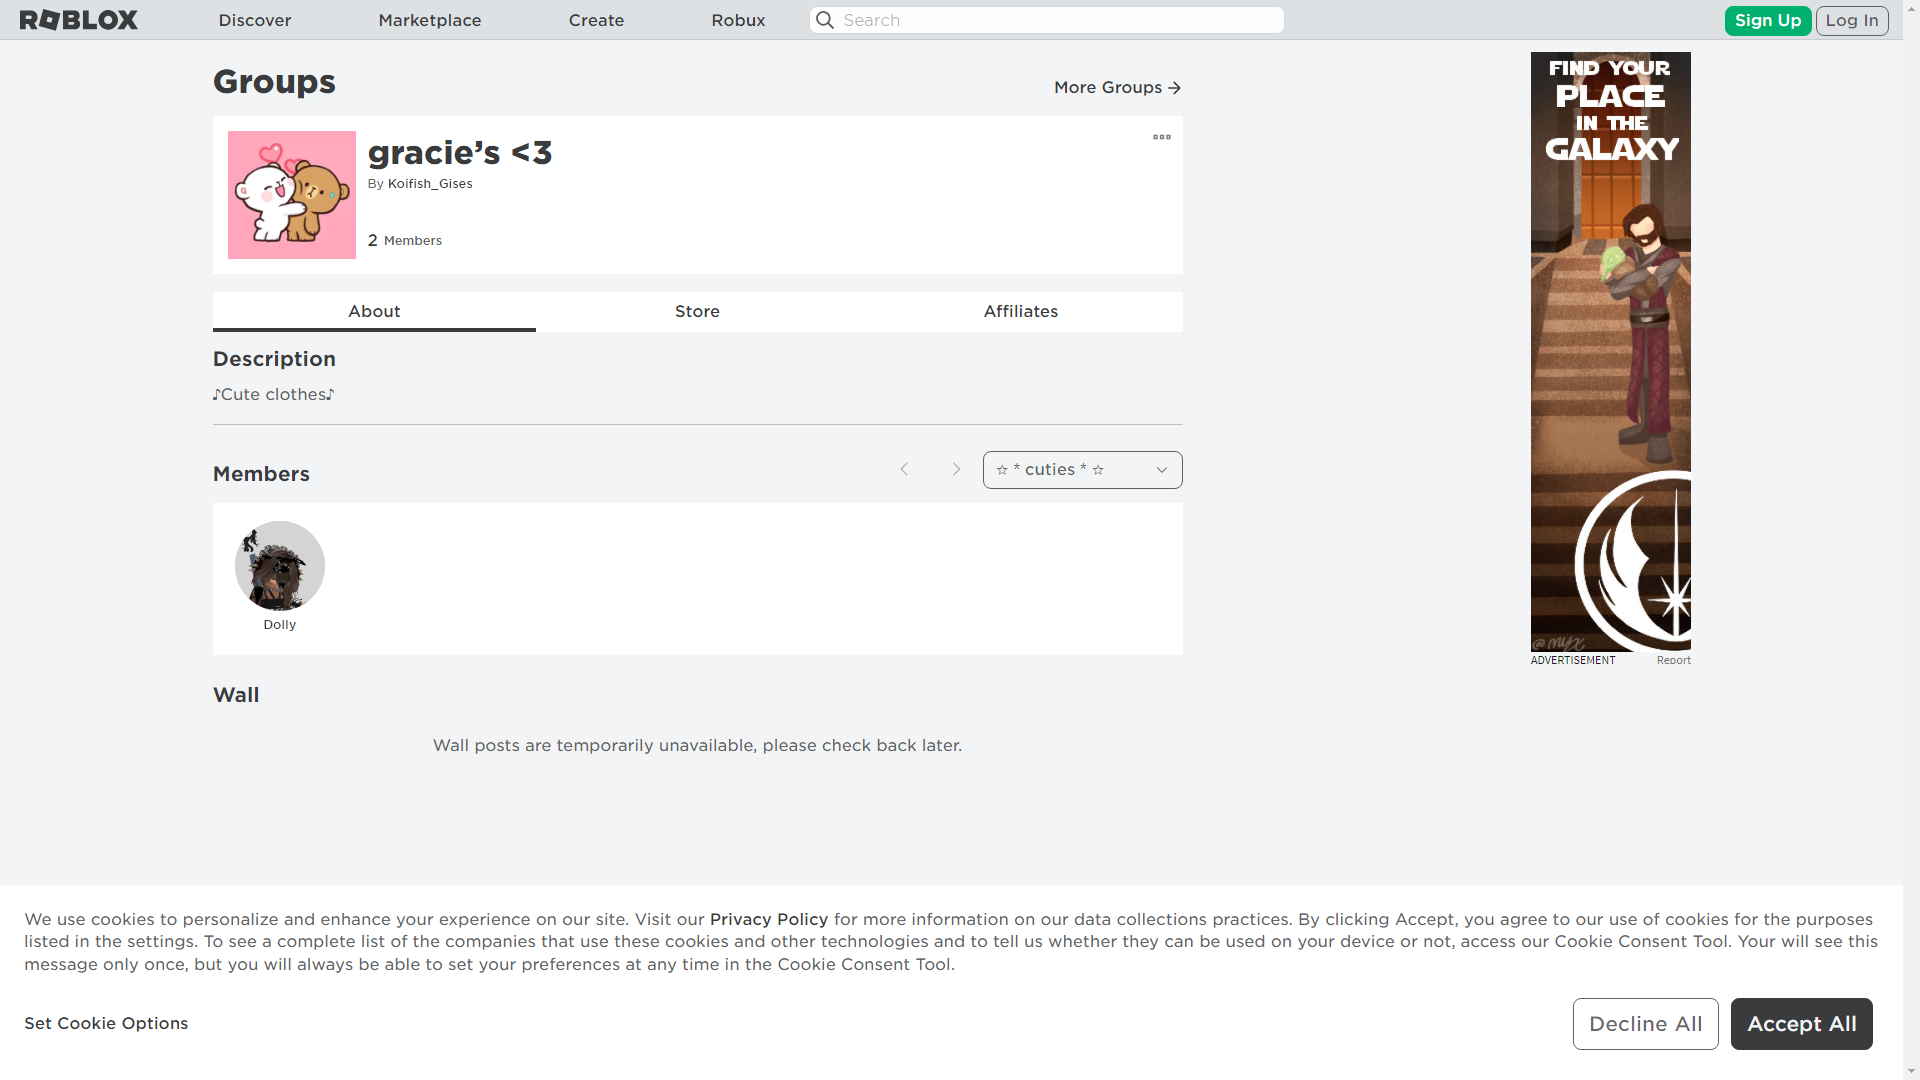 ROBLOX
Discover
Marketplace
Create
Robux
Search
Sign Up
Log In
Groups
More Groups
gracie’s <3
By Koifish_Gises
2 Members
About
Store
Affiliates
Description
♪Cute clothes♪
Members
☆ * cuties * ☆
Dolly
Wall
Wall posts are temporarily unavailable, please check back later.
FIND YOUR
PLACE
IN THE
GALAXY
@myx
ADVERTISEMENT
Report
We use cookies to personalize and enhance your experience on our site. Visit our Privacy Policy for more information on our data collections practices. By clicking Accept, you agree to our use of cookies for the purposes
listed in the settings. To see a complete list of the companies that use these cookies and other technologies and to tell us whether they can be used on your device or not, access our Cookie Consent Tool. Your will see this
message only once, but you will always be able to set your preferences at any time in the Cookie Consent Tool.
Set Cookie Options
Decline All
Accept All